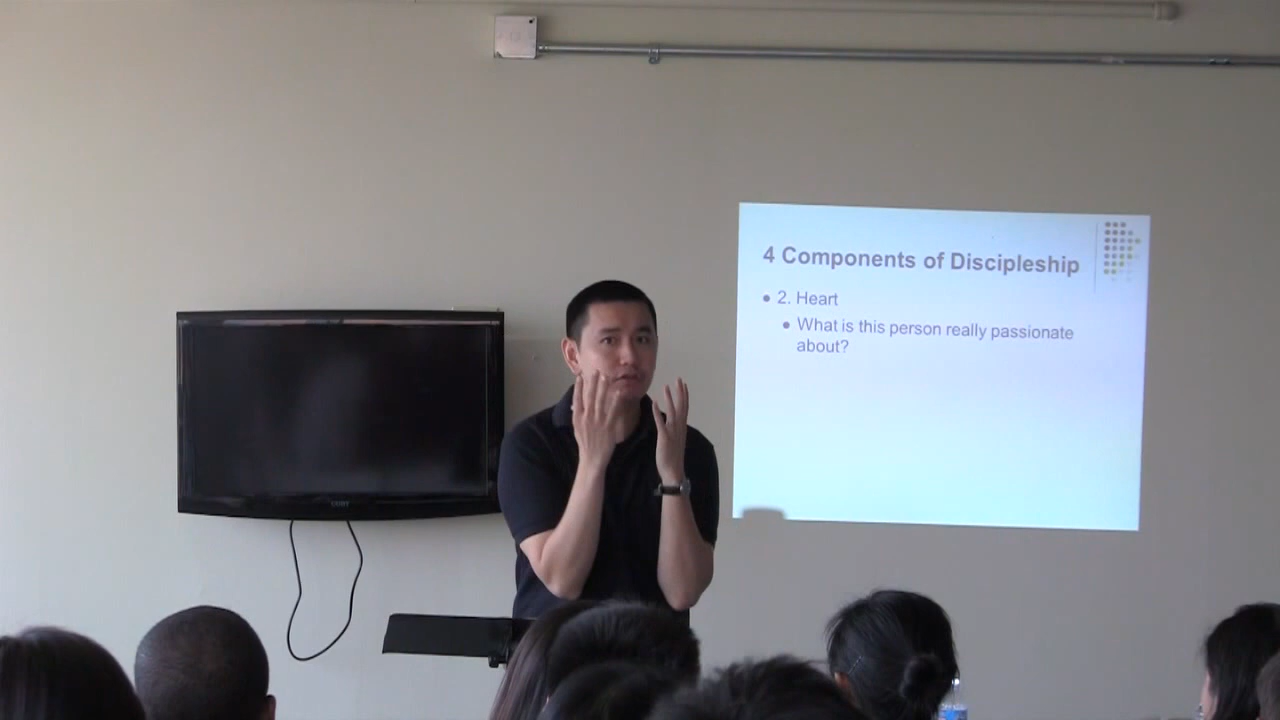 4 Components of Discipleship
● 2. Heart
● What is this person really passionate
about?